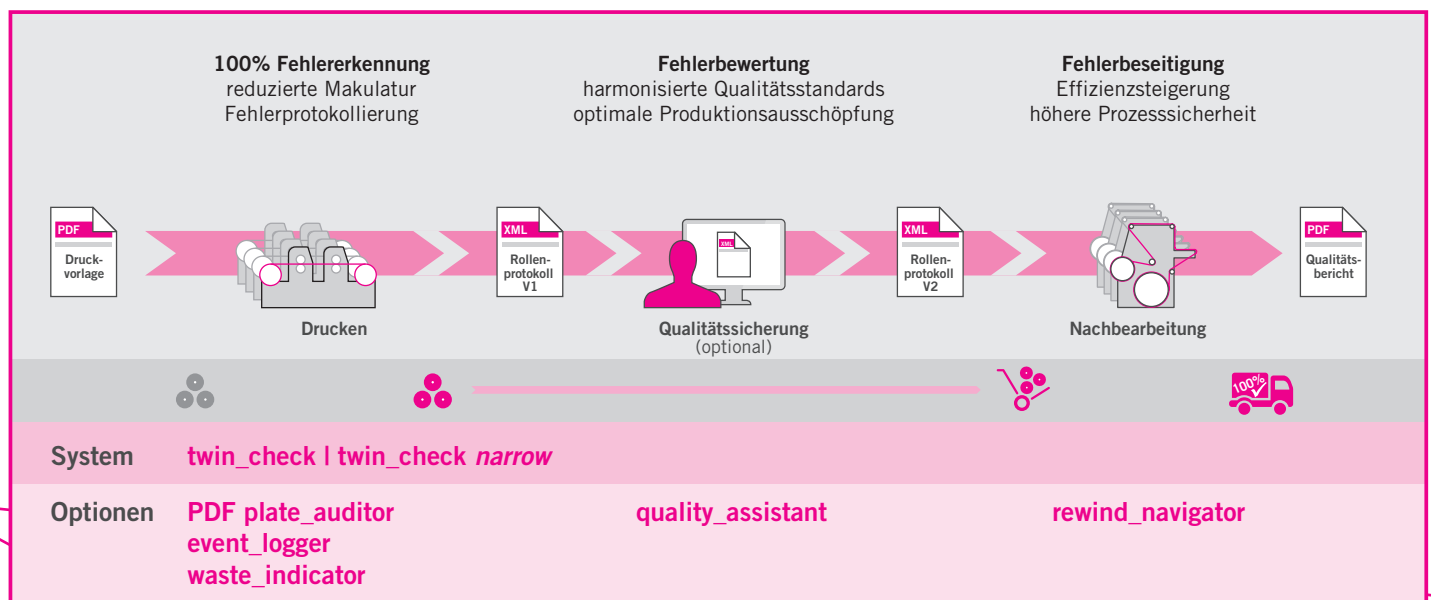 100% Fehlererkennung
reduzierte Makulatur
Fehlerprotokollierung
Fehlerbewertung
harmonisierte Qualitätsstandards
optimale Produktionsausschöpfung
Fehlerbeseitigung
Effizienzsteigerung
höhere Prozesssicherheit
PDF
Druck-
vorlage
Drucken
XML
Rollen-
protokoll
V1
XML
Qualitätssicherung
(optional)
XML
Rollen-
protokoll
V2
Nachbearbeitung
PDF
Qualitäts-
bericht
100%
System
twin_check | twin_check narrow
Optionen
PDF plate_auditor
event_logger
waste_indicator
quality_assistant
rewind_navigator